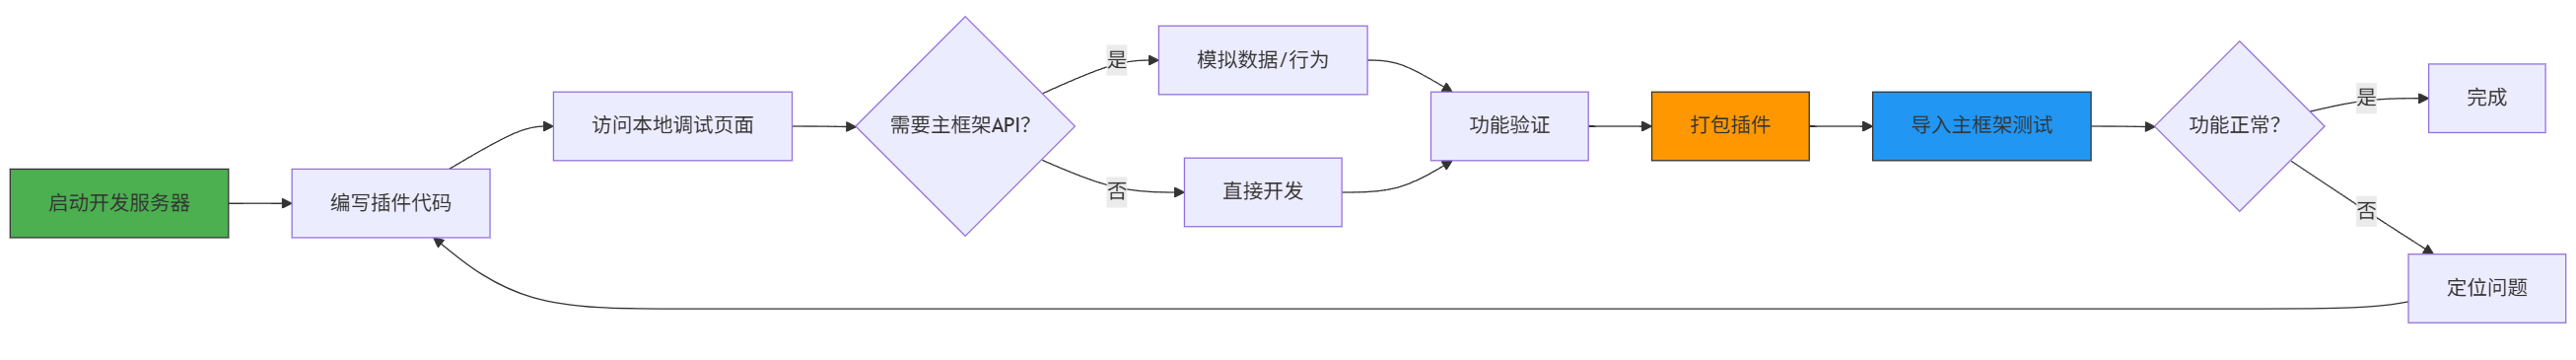 启动开发服务器
编写插件代码
访问本地调试页面
需要主框架API?
是
模拟数据/行为
否
直接开发
功能验证
打包插件
导入主框架测试
功能正常?
是
完成
否
定位问题